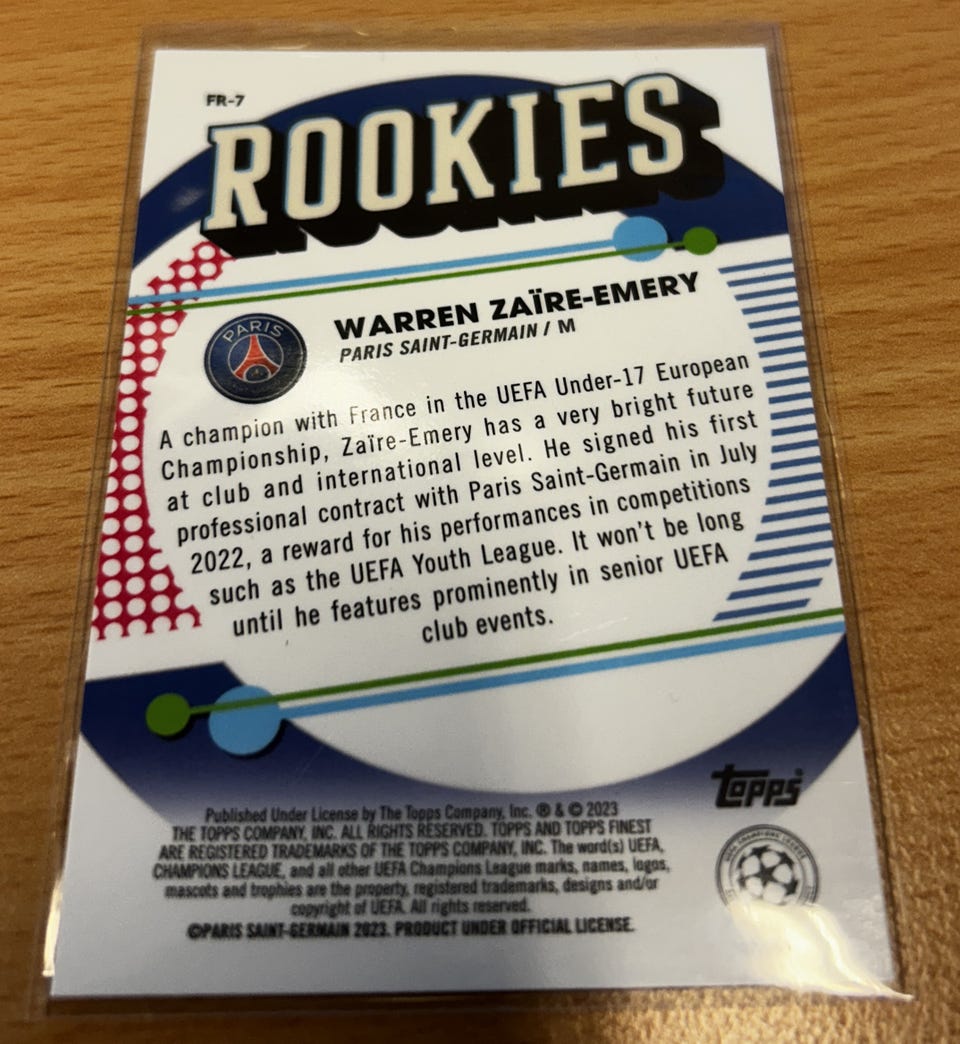 FR-7
ROOKIES
PARIS
WARREN ZAÏRE-EMERY
PARIS SAINT-GERMAIN / M
A champion with France in the UEFA Under-17 European
Championship, Zaïre-Emery has a very bright future
at club and international level. He signed his first
professional contract with Paris Saint-Germain in July
2022, a reward for his performances in competitions
such as the UEFA Youth League. It won't be long
until he features prominently in senior UEFA
club events.
topps
Published Under License by The Topps Company, Inc. ® & © 2023
THE TOPPS COMPANY, INC. ALL RIGHTS RESERVED. TOPPS AND TOPPS FINEST
ARE REGISTERED TRADEMARKS OF THE TOPPS COMPANY, INC. The word(s) UEFA,
CHAMPIONS LEAGUE, and all other UEFA Champions League marks, names, logos,
mascots and trophies are the property, registered trademarks, designs and/or
copyright of UEFA. All rights reserved.
©PARIS SAINT-GERMAIN 2023. PRODUCT UNDER OFFICIAL LICENSE.